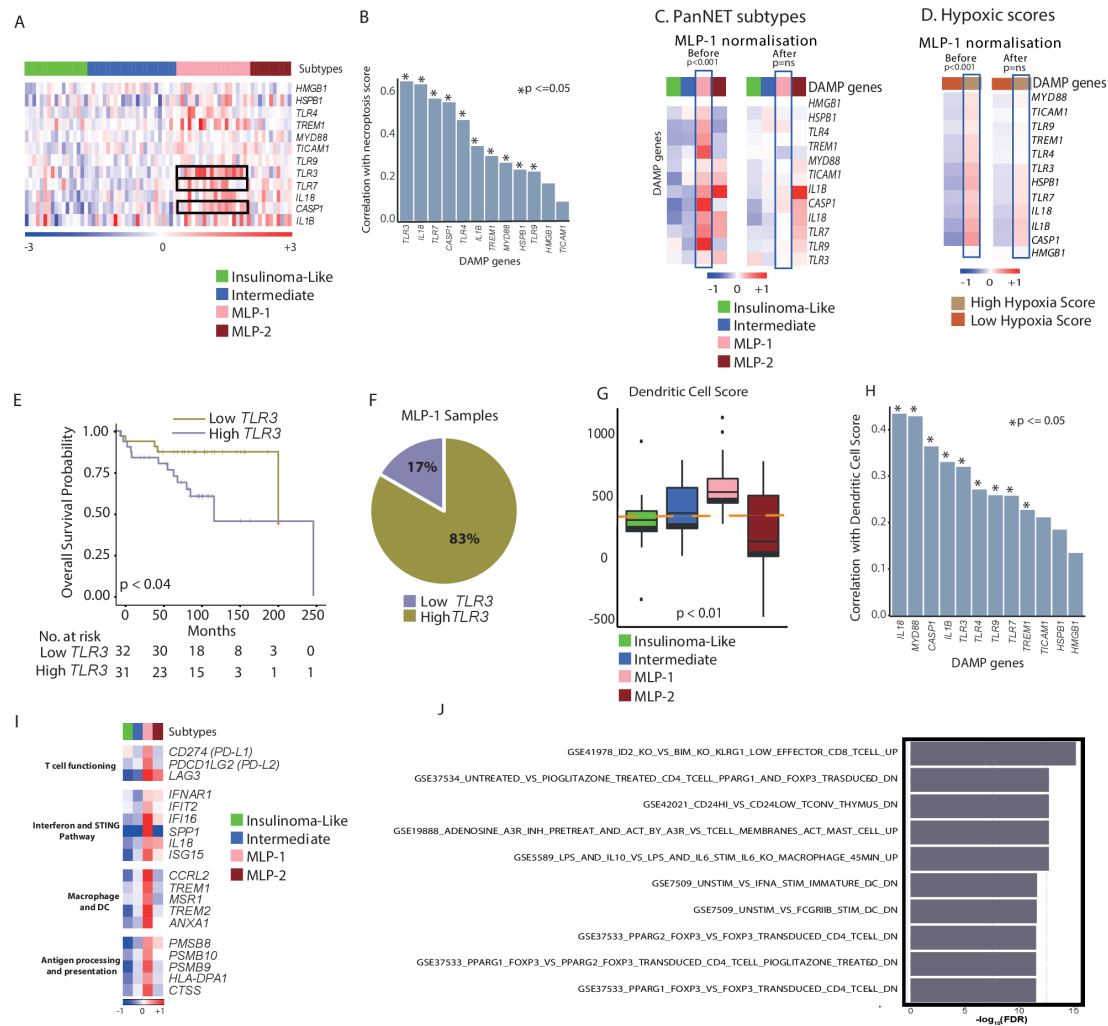 A
Subtypes
HMGB1
HSPB1
TLR4
TREM1
MYD88
TICAM1
TLR9
TLR3
TLR7
IL18
CASP1
IL1B
-3
0
+3
Insulinoma-Like
Intermediate
MLP-1
MLP-2
B
*p <=0.05
Correlation with necroptosis score
0.6
0.4
0.2
0.0
* * * * * * * * * *
TLR3 IL18 TLR7 CASP1 TLR4 IL1B TREM1 MYD88 HSPB1 TLR9 HMGB1 TICAM1
DAMP genes
C. PanNET subtypes
MLP-1 normalisation
Before
p<0.001
After
p=ns
DAMP genes
DAMP genes
HMGB1
HSPB1
TLR4
TREM1
MYD88
TICAM1
IL1B
CASP1
IL18
TLR7
TLR9
TLR3
-1 0 +1
Insulinoma-Like
Intermediate
MLP-1
MLP-2
D. Hypoxic scores
MLP-1 normalisation
Before
p<0.001
After
p=ns
DAMP genes
MYD88
TICAM1
TLR9
TREM1
TLR4
TLR3
HSPB1
TLR7
IL18
IL1B
CASP1
HMGB1
-1 0 +1
High Hypoxia Score
Low Hypoxia Score
E
Low TLR3
High TLR3
Overall Survival Probability
1.00
0.75
0.50
0.25
0.00
p < 0.04
0 50 100 150 200 250
Months
No. at risk
Low TLR3 32 30 18 8 3 0
High TLR3 31 23 15 3 1 1
F
MLP-1 Samples
17%
83%
Low TLR3
High TLR3
G
Dendritic Cell Score
1000
500
0
-500
p < 0.01
Insulinoma-Like
Intermediate
MLP-1
MLP-2
H
*p <= 0.05
Correlation with Dendritic Cell Score
0.4
0.3
0.2
0.1
0.0
* * * * * * * * *
IL18 MYD88 CASP1 IL1B TLR3 TLR4 TLR9 TLR7 TREM1 TICAM1 HSPB1 HMGB1
DAMP genes
I
Subtypes
T cell functioning
CD274 (PD-L1)
PDCD1LG2 (PD-L2)
LAG3
Interferon and STING
Pathway
IFNAR1
IFIT2
IFI16
SPP1
IL18
ISG15
Macrophage
and DC
CCRL2
TREM1
MSR1
TREM2
ANXA1
Antigen processing
and presentation
PMSB8
PSMB10
PSMB9
HLA-DPA1
CTSS
-1 0 +1
Insulinoma-Like
Intermediate
MLP-1
MLP-2
J
GSE41978_ID2_KO_VS_BIM_KO_KLRG1_LOW_EFFECTOR_CD8_TCELL_UP
GSE37534_UNTREATED_VS_PIOGLITAZONE_TREATED_CD4_TCELL_PPARG1_AND_FOXP3_TRASDUCED_DN
GSE42021_CD24HI_VS_CD24LOW_TCONV_THYMUS_DN
GSE19888_ADENOSINE_A3R_INH_PRETREAT_AND_ACT_BY_A3R_VS_TCELL_MEMBRANES_ACT_MAST_CELL_UP
GSE5589_LPS_AND_IL10_VS_LPS_AND_IL6_STIM_IL6_KO_MACROPHAGE_45MIN_UP
GSE7509_UNSTIM_VS_IFNA_STIM_IMMATURE_DC_DN
GSE7509_UNSTIM_VS_FCGRIIB_STIM_DC_DN
GSE37533_PPARG2_FOXP3_VS_FOXP3_TRANSDUCED_CD4_TCELL_DN
GSE37533_PPARG1_FOXP3_VS_PPARG2_FOXP3_TRANSDUCED_CD4_TCELL_PIOGLITAZONE_TREATED_DN
GSE37533_PPARG1_FOXP3_VS_FOXP3_TRANSDUCED_CD4_TCELL_DN
0 5 10 15
-log10(FDR)